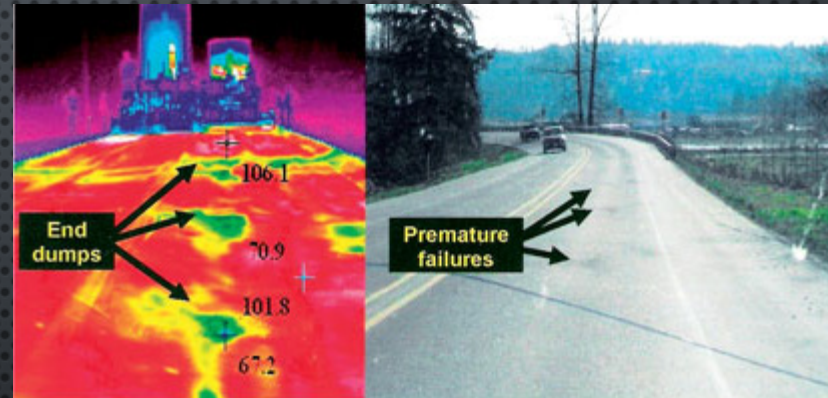 106.1
End
dumps
70.9
101.8
67.2
Premature
failures